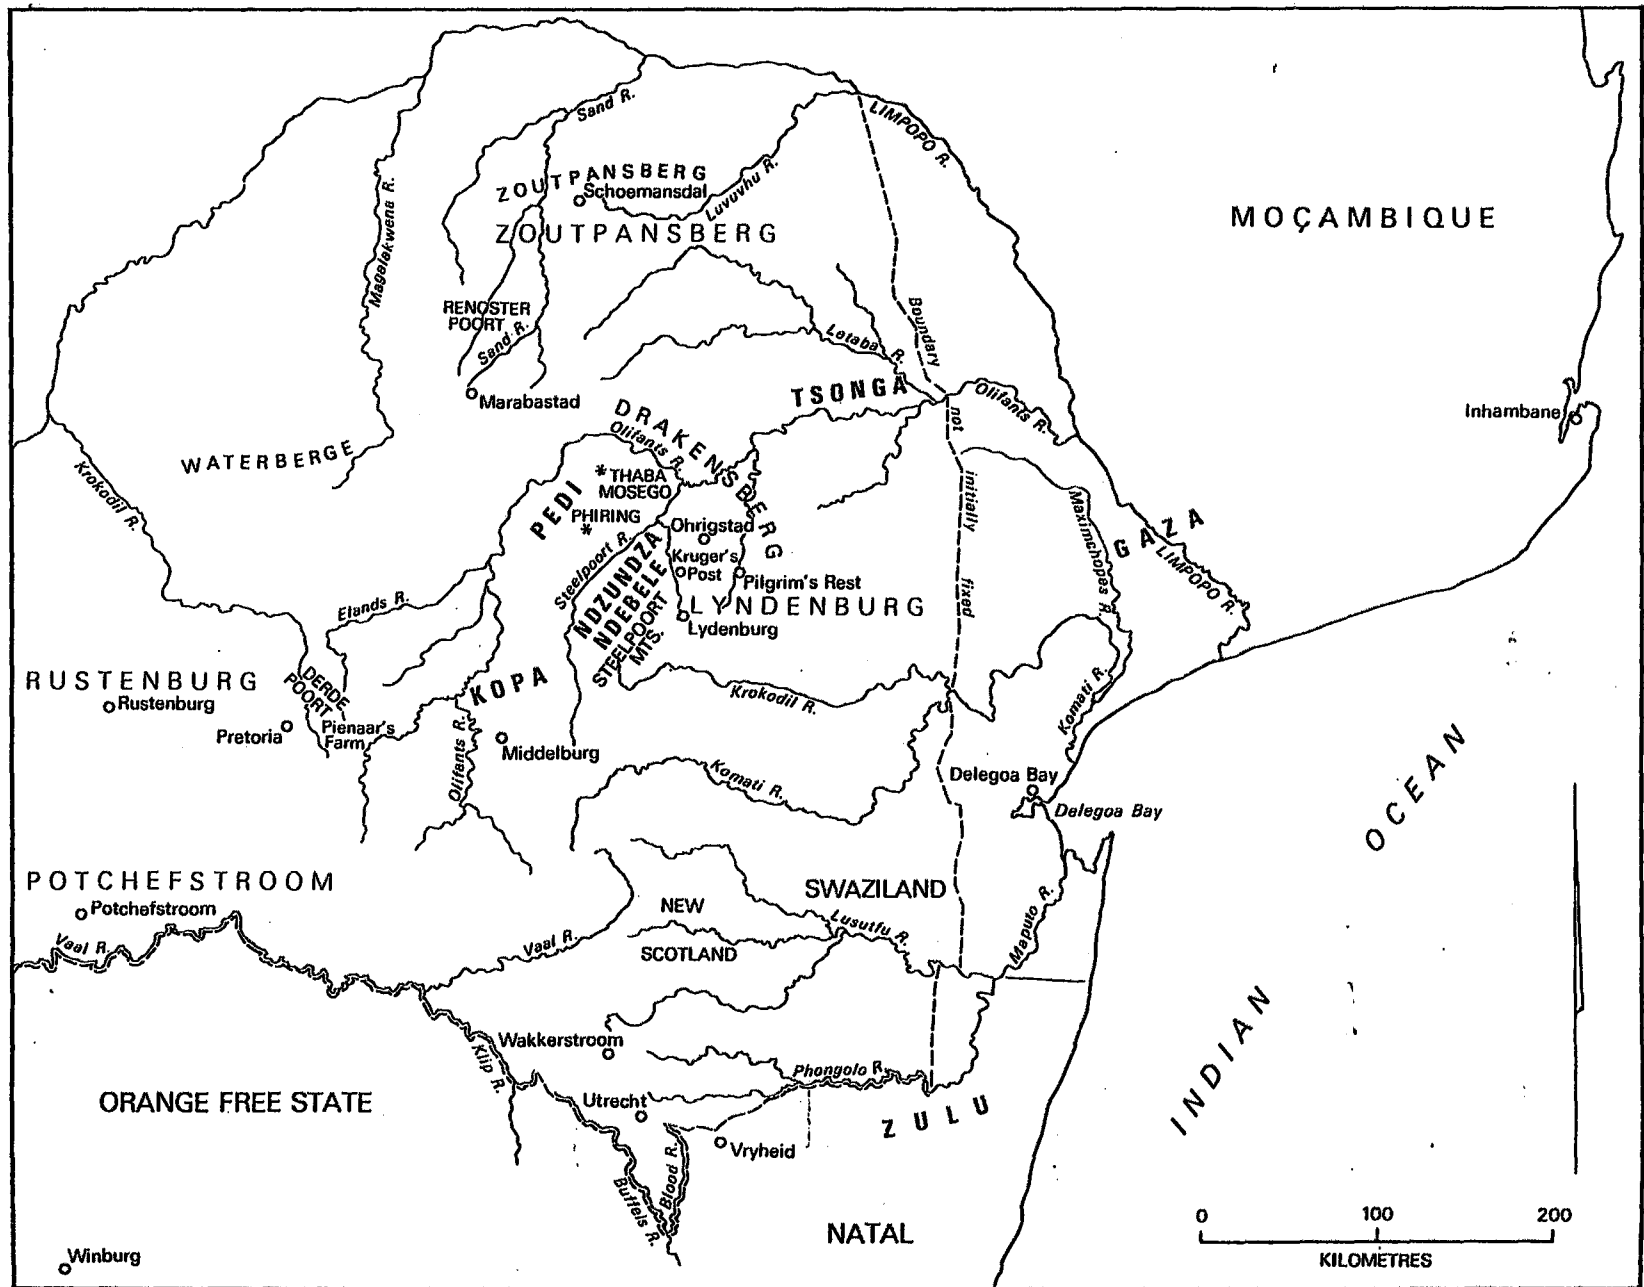 Sand R.
LIMPOPO R.
ZOUTPANSBERG
Schoemansdal
Luvuvhu R.
Magalakwena R.
ZOUTPANSBERG
MOÇAMBIQUE
RENOSTER
POORT
Sand R.
Boundary
Letaba R.
Marabastad
TSONGA
Olifants R.
not
Inhambane
DRAKENSBERG
Olifants R.
WATERBERGE
Krokodil R.
THABA
MOSEGO
PEDI
PHIRING
initially
Maximchopes R.
GAZA
LIMPOPO R.
Ohrigstad
Steelpoort R.
Kruger's
Post
Pilgrim's Rest
NDZUNDZA
NDEBELE
STEELPOORT
MTS.
LYNDENBURG
Lydenburg
fixed
Elands R.
RUSTENBURG
Rustenburg
DERDE
POORT
KOPA
Krokodil R.
Komati R.
Pretoria
Pienaar's
Farm
Olifants R.
Middelburg
Komati R.
Delegoa Bay
Delegoa Bay
INDIAN OCEAN
POTCHEFSTROOM
Potchefstroom
Vaal R.
Vaal R.
NEW
SCOTLAND
SWAZILAND
Lusutfu R.
Maputo R.
Wakkerstroom
Klip R.
Phongolo R.
ORANGE FREE STATE
Utrecht
ZULU
Vryheid
Blood R.
Buffels R.
NATAL
Winburg
0 100 200
KILOMETRES